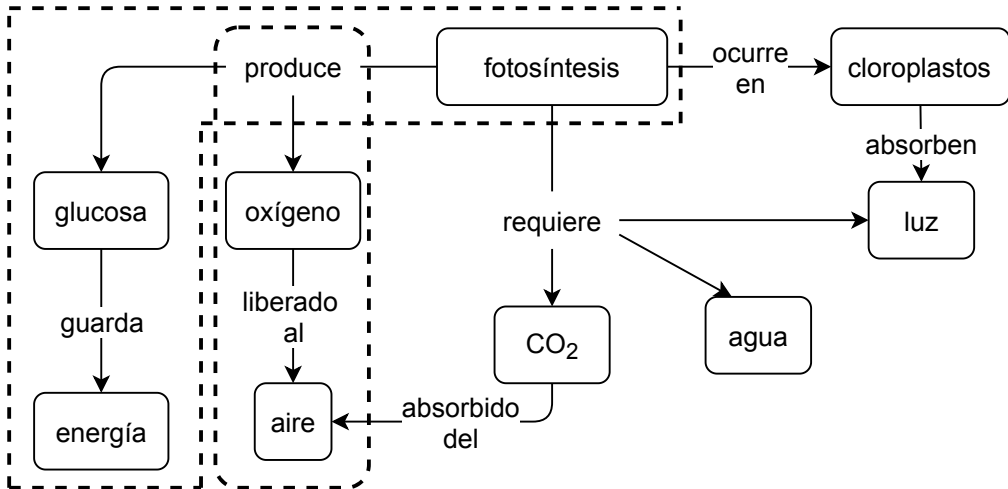 produce
fotosíntesis
ocurre
en
cloroplastos
absorben
glucosa
oxígeno
requiere
luz
guarda
liberado
al
CO₂
agua
energía
aire
absorbido
del